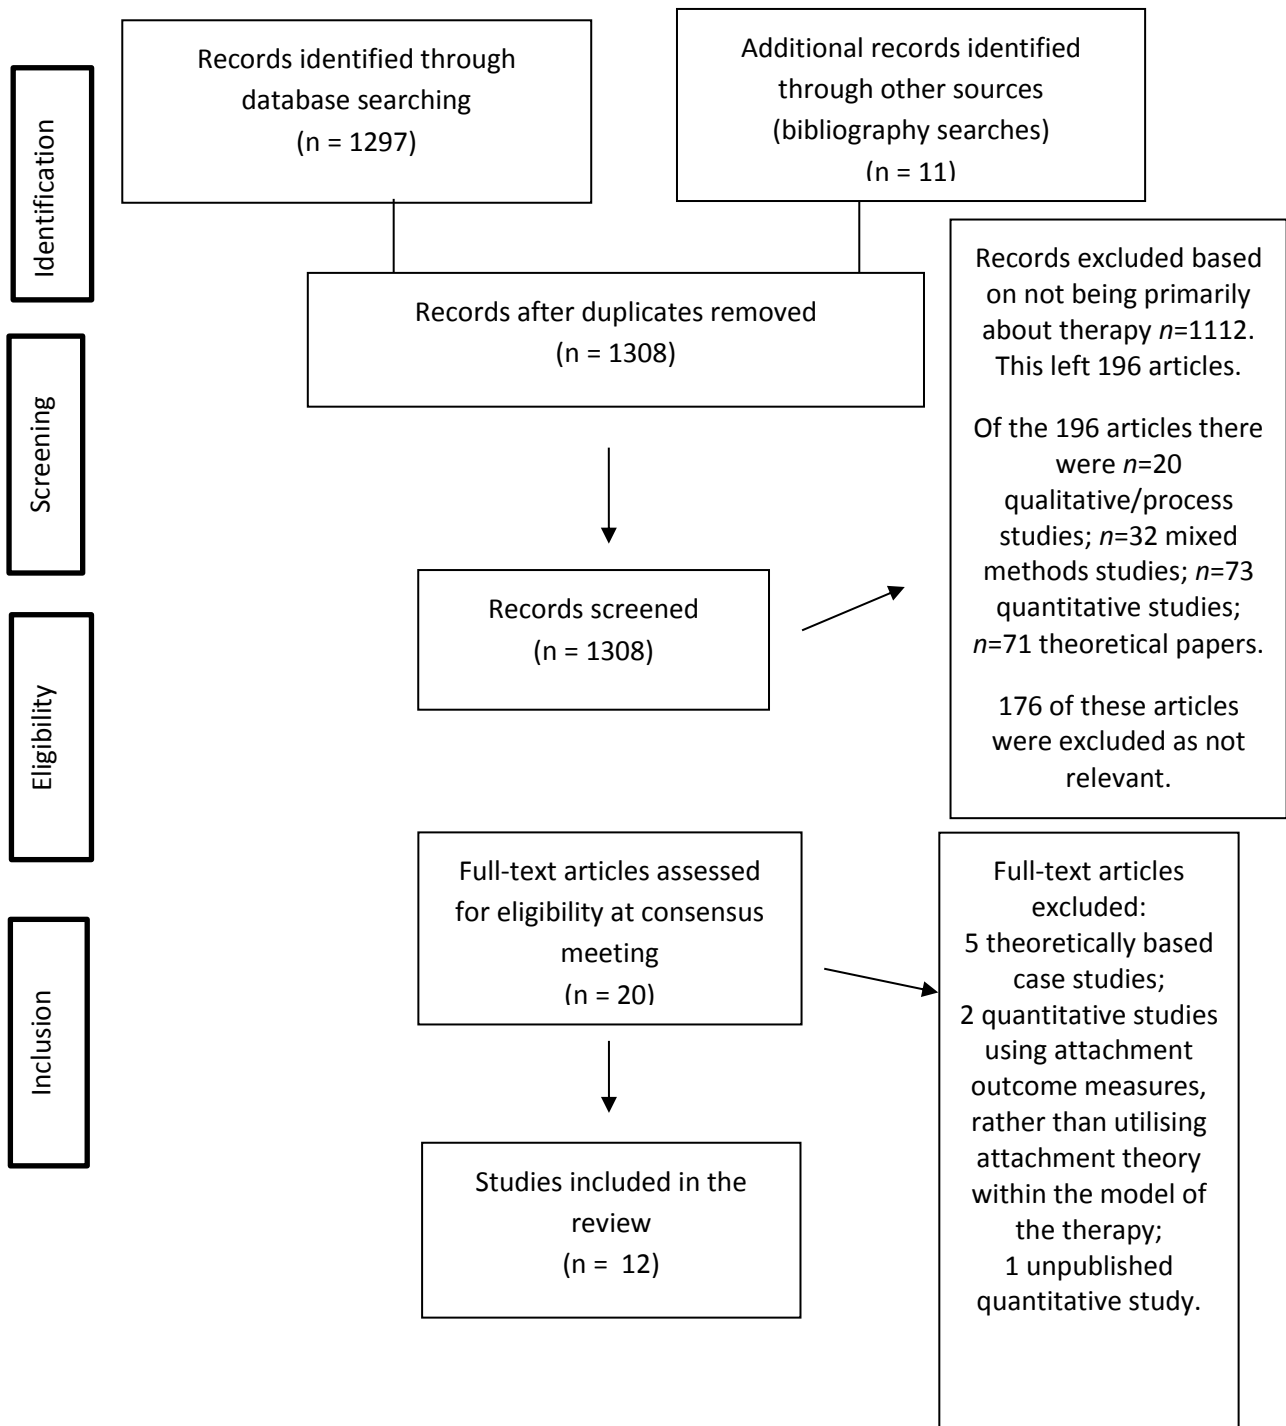 Identification
Records identified through
database searching
(n = 1297)
Additional records identified
through other sources
(bibliography searches)
(n = 11)
Records after duplicates removed
(n = 1308)
Records excluded based
on not being primarily
about therapy n=1112.
This left 196 articles.
Of the 196 articles there
were n=20
qualitative/process
studies; n=32 mixed
methods studies; n=73
quantitative studies;
n=71 theoretical papers.
176 of these articles
were excluded as not
relevant.
Screening
Records screened
(n = 1308)
Eligibility
Full-text articles assessed
for eligibility at consensus
meeting
(n = 20)
Full-text articles
excluded:
5 theoretically based
case studies;
2 quantitative studies
using attachment
outcome measures,
rather than utilising
attachment theory
within the model of
the therapy;
1 unpublished
quantitative study.
Inclusion
Studies included in the
review
(n =  12)